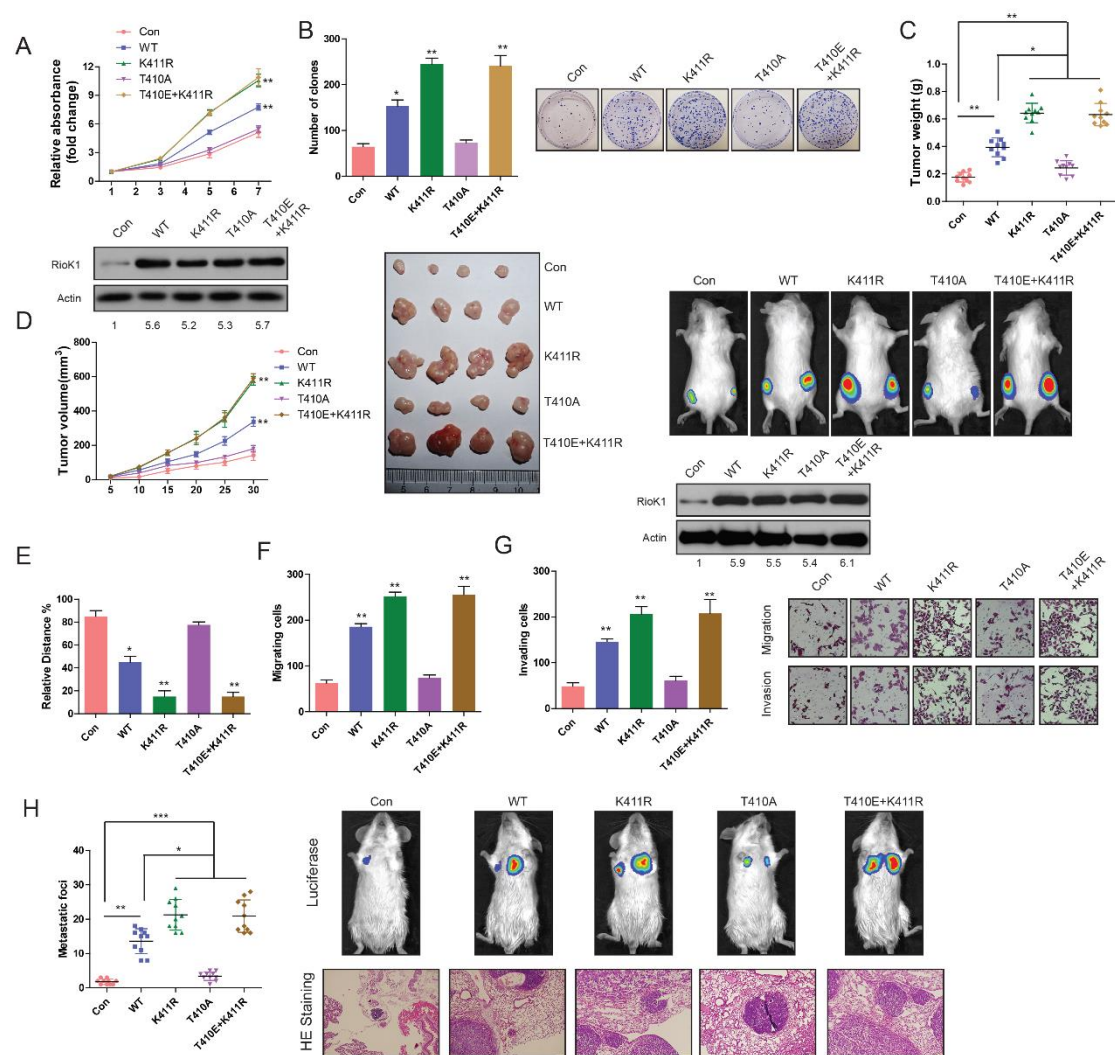 A
Con
WT
K411R
T410A
T410E+K411R
Relative absorbance
(fold change)
12
9
6
3
0
**
**
1 2 3 4 5 6 7
Con WT K411R T410A T410E
+K411R
RioK1
Actin
1 5.6 5.2 5.3 5.7
B
Number of clones
300
200
100
0
* ** **
Con WT K411R T410A T410E+K411R
Con WT K411R T410A T410E
+K411R
C
**
*
**
Tumor weight (g)
1.0
0.8
0.6
0.4
0.2
0.0
Con WT K411R T410A T410E+K411R
D
Con
WT
K411R
T410A
T410E+K411R
Tumor volume(mm3)
800
600
400
200
0
**
**
5 10 15 20 25 30
Con
WT
K411R
T410A
T410E+K411R
5 6 7 8 9 10 1
Con WT K411R T410A T410E+K411R
Con WT K411R T410A T410E
+K411R
RioK1
Actin
1 5.9 5.5 5.4 6.1
E
Relative Distance %
100
80
60
40
20
0
* ** **
Con WT K411R T410A T410E+K411R
F
Migrating cells
300
200
100
0
** ** **
Con WT K411R T410A T410E+K411R
G
Invading cells
300
200
100
0
** ** **
Con WT K411R T410A T410E+K411R
Con WT K411R T410A T410E
+K411R
Migration
Invasion
H
***
*
**
Metastatic foci
40
30
20
10
0
Con WT K411R T410A T410E+K411R
Con WT K411R T410A T410E+K411R
Luciferase
HE Staining